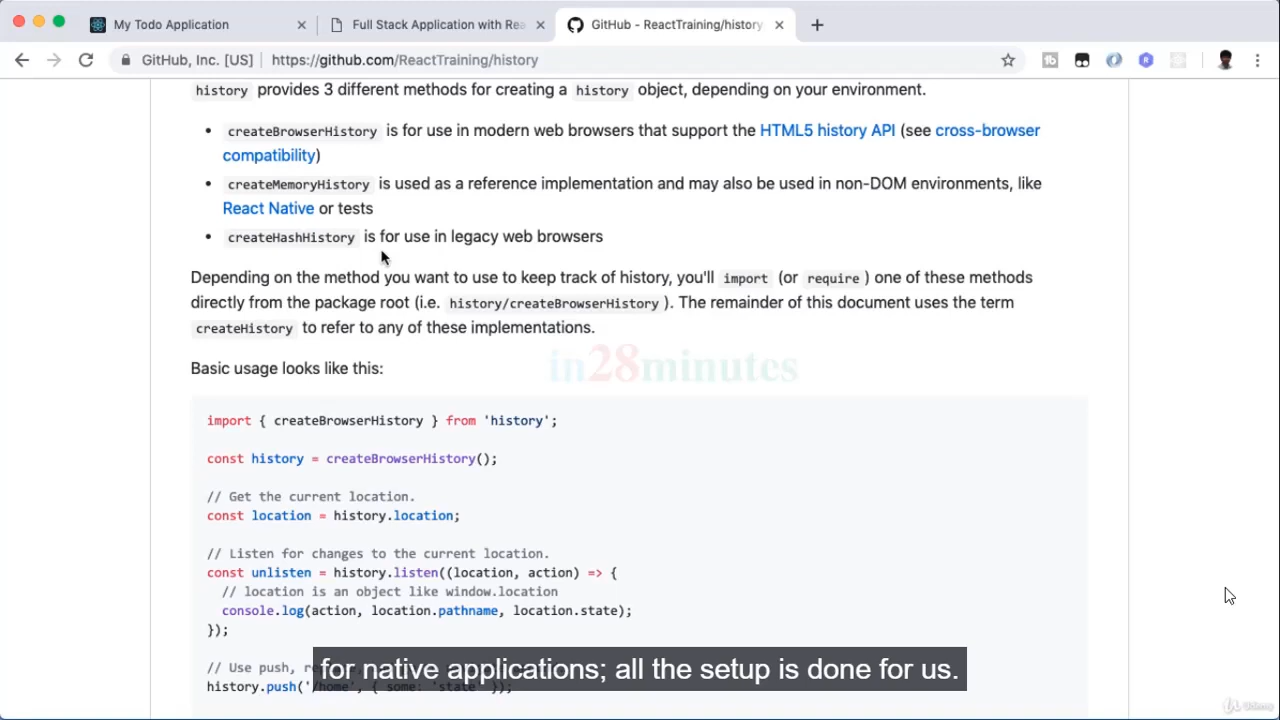 My Todo Application
Full Stack Application with Rea
GitHub - ReactTraining/history
GitHub, Inc. [US]
https://github.com/ReactTraining/history
history provides 3 different methods for creating a history object, depending on your environment.
• createBrowserHistory is for use in modern web browsers that support the HTML5 history API (see cross-browser
compatibility)
• createMemoryHistory is used as a reference implementation and may also be used in non-DOM environments, like
React Native or tests
• createHashHistory is for use in legacy web browsers
Depending on the method you want to use to keep track of history, you'll import (or require ) one of these methods
directly from the package root (i.e. history/createBrowserHistory ). The remainder of this document uses the term
createHistory to refer to any of these implementations.
in28minutes
Basic usage looks like this:
import { createBrowserHistory } from 'history';
const history = createBrowserHistory();
// Get the current location.
const location = history.location;
// Listen for changes to the current location.
const unlisten = history.listen((location, action) => {
// location is an object like window.location
console.log(action, location.pathname, location.state);
});
// Use push,
for native applications; all the setup is done for us.
history.push('/home', { some: 'state' });
Udemy